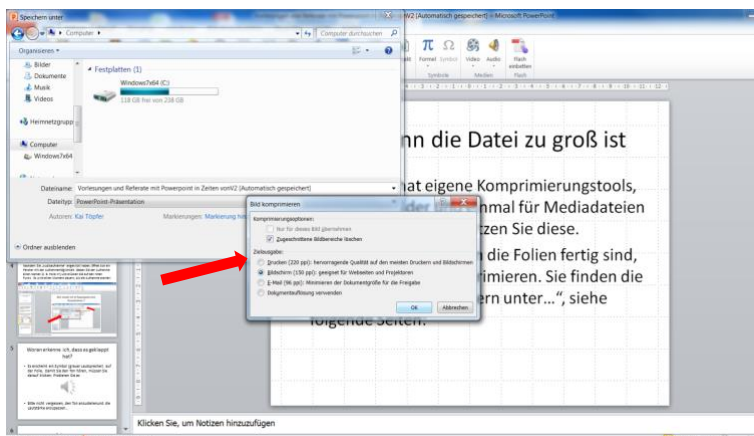 Speichern unter
V2 [Automatisch gespeichert] - Microsoft PowerPoint
Computer
Computer durchsuchen
Organisieren
Bilder
Dokumente
Musik
Videos
Heimnetzgrupp
Computer
Windows7x64
Festplatten (1)
Windows7x64 (C:)
118 GB frei von 238 GB
Dateiname: Vorlesungen und Referate mit Powerpoint in Zeiten vonV2 [Automatisch gespeichert]
Dateityp: PowerPoint-Präsentation
Autoren: Kai Töpfer
Markierungen: Markierung hin
Ordner ausblenden
Formel Symbol Video Audio Flash
einbetten
Symbole Medien Flash
nn die Datei zu groß ist
hat eigene Komprimierungstools,
der
nmal für Mediadateien
tzen Sie diese.
die Folien fertig sind,
rimieren. Sie finden die
rn unter…“, siehe
folgende Seiten.
Bild komprimieren
Komprimierungsoptionen:
Nur für dieses Bild übernehmen
Zugeschnittene Bildbereiche löschen
Zielausgabe:
Drucken (220 ppi): hervorragende Qualität auf den meisten Druckern und Bildschirmen
Bildschirm (150 ppi): geeignet für Webseiten und Projektoren
E-Mail (96 ppi): Minimieren der Dokumentgröße für die Freigabe
Dokumentauflösung verwenden
OK Abbrechen
5
Woran erkenne ich, dass es geklappt
hat?
Klicken Sie, um Notizen hinzuzufügen